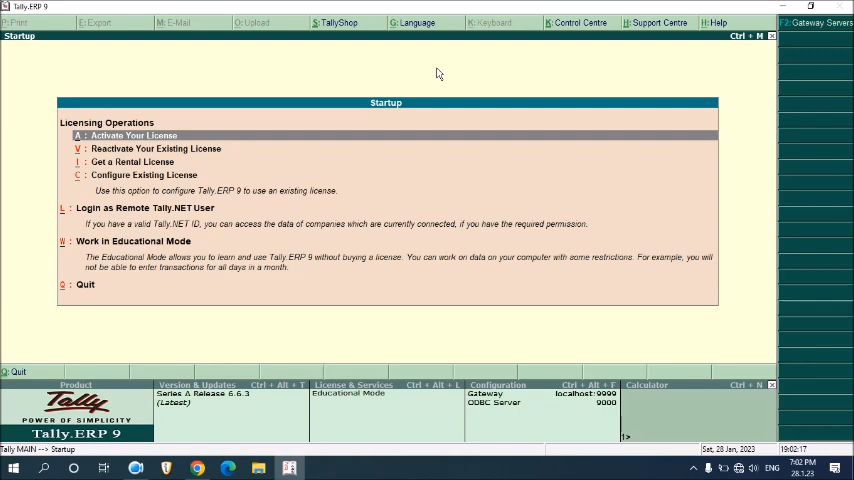 Tally.ERP 9
P: Print E: Export M: E-Mail O: Upload S: TallyShop G: Language K: Keyboard K: Control Centre H: Support Centre H: Help F2: Gateway Servers
Startup Ctrl + M
Startup
Licensing Operations
A : Activate Your License
V : Reactivate Your Existing License
I : Get a Rental License
C : Configure Existing License
Use this option to configure Tally.ERP 9 to use an existing license.
L : Login as Remote Tally.NET User
If you have a valid Tally.NET ID, you can access the data of companies which are currently connected, if you have the required permission.
W : Work in Educational Mode
The Educational Mode allows you to learn and use Tally.ERP 9 without buying a license. You can work on data on your computer with some restrictions. For example, you will
not be able to enter transactions for all days in a month.
Q : Quit
Q: Quit
Product Version & Updates Ctrl + Alt + T License & Services Ctrl + Alt + L Configuration Ctrl + Alt + F Calculator Ctrl + N
Series A Release 6.6.3 Educational Mode Gateway localhost:9999
(Latest) ODBC Server 9000
Tally
POWER OF SIMPLICITY
Tally.ERP 9
1>
Tally MAIN --> Startup Sat, 28 Jan, 2023 19:02:17
ENG 7:02 PM
28.1.23